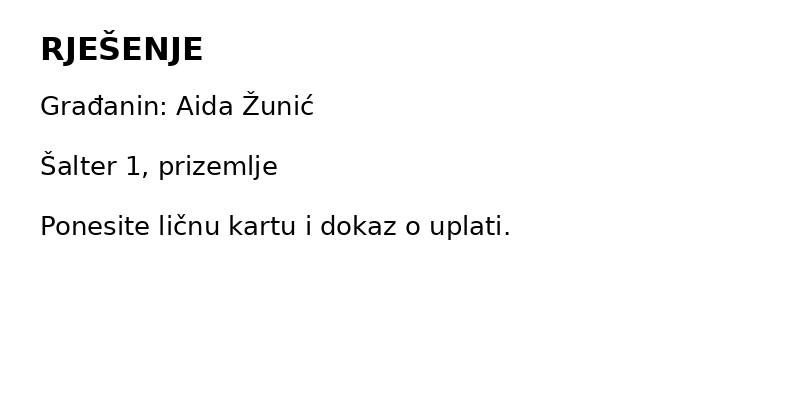 RJEŠENJE
Građanin: Aida Žunić
Šalter 1, prizemlje
Ponesite ličnu kartu i dokaz o uplati.